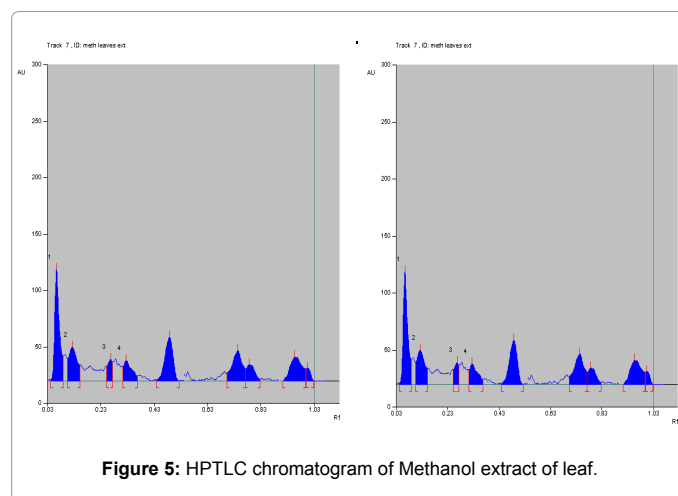 Track 7 , ID: meth leaves ext
AU
300
250
200
150
100
50
0
1
2
3
4
0.03 0.23 0.43 0.63 0.83 1.03
Rf
Track 7 , ID: meth leaves ext
AU
300
250
200
150
100
50
0
1
2
3
4
0.03 0.23 0.43 0.63 0.83 1.03
Rf
Figure 5: HPTLC chromatogram of Methanol extract of leaf.